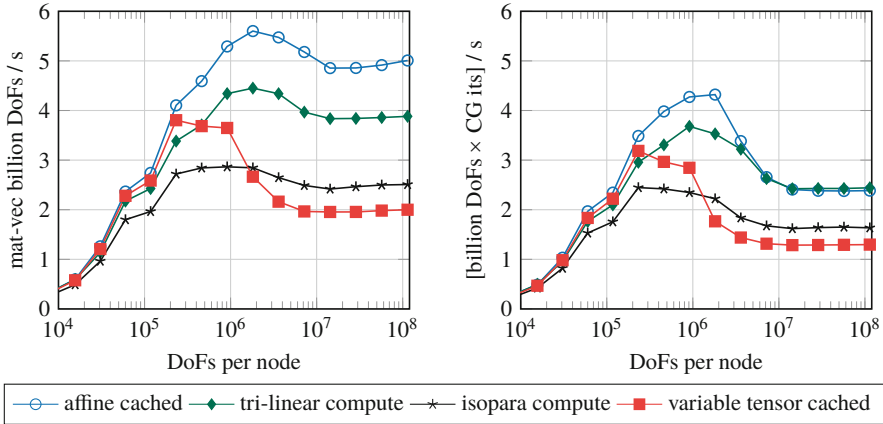 6
5
4
3
2
1
0
mat-vec billion DoFs / s
10^4 10^5 10^6 10^7 10^8
DoFs per node
6
5
4
3
2
1
0
[billion DoFs × CG its] / s
10^4 10^5 10^6 10^7 10^8
DoFs per node
affine cached tri-linear compute isopara compute variable tensor cached